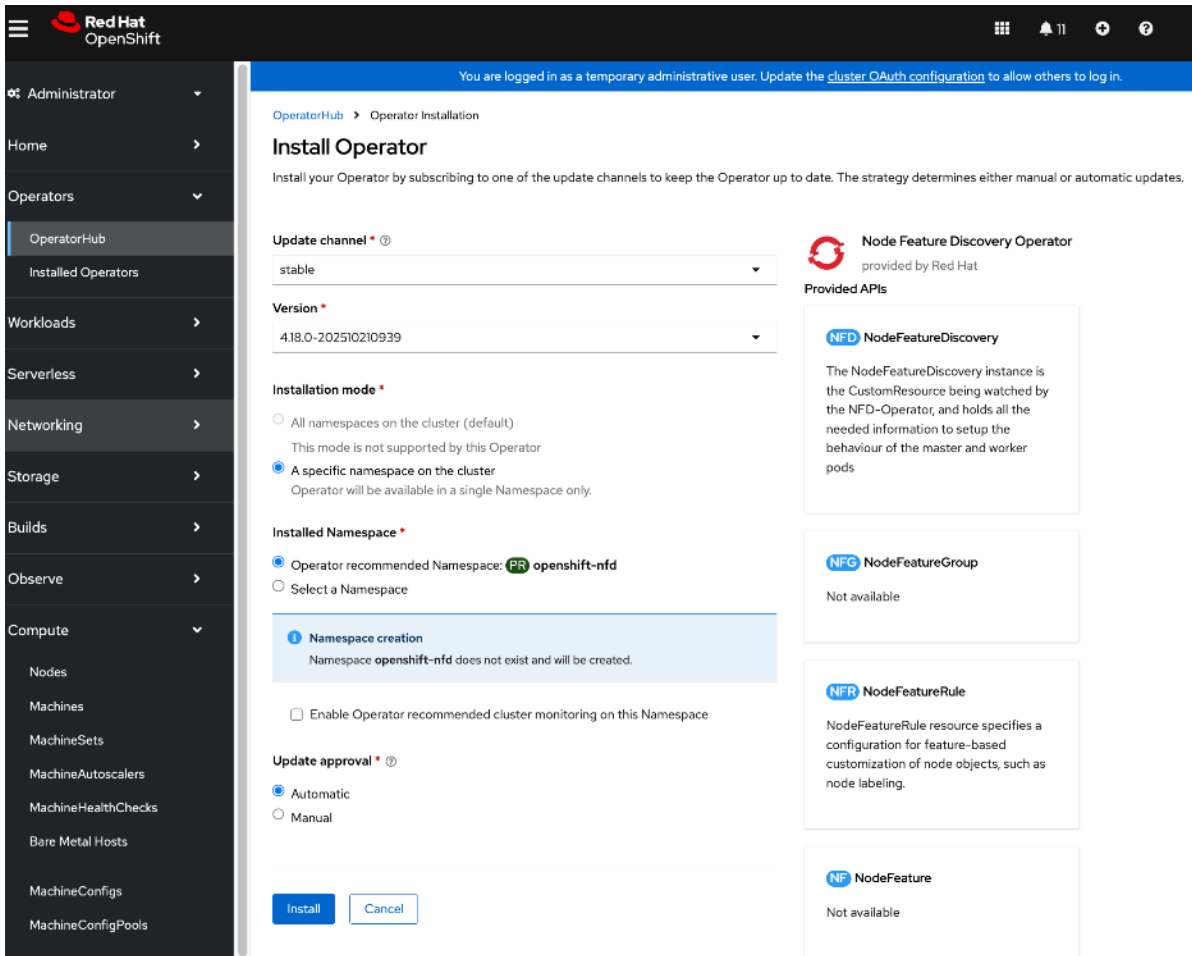 Red Hat
OpenShift
11
You are logged in as a temporary administrative user. Update the cluster OAuth configuration to allow others to log in.
Administrator
Home
Operators
OperatorHub
Installed Operators
Workloads
Serverless
Networking
Storage
Builds
Observe
Compute
Nodes
Machines
MachineSets
MachineAutoscalers
MachineHealthChecks
Bare Metal Hosts
MachineConfigs
MachineConfigPools
OperatorHub > Operator Installation
Install Operator
Install your Operator by subscribing to one of the update channels to keep the Operator up to date. The strategy determines either manual or automatic updates.
Update channel *
stable
Version *
4.18.0-202510210939
Installation mode *
All namespaces on the cluster (default)
This mode is not supported by this Operator
A specific namespace on the cluster
Operator will be available in a single Namespace only.
Installed Namespace *
Operator recommended Namespace: PR openshift-nfd
Select a Namespace
Namespace creation
Namespace openshift-nfd does not exist and will be created.
Enable Operator recommended cluster monitoring on this Namespace
Update approval *
Automatic
Manual
Install
Cancel
Node Feature Discovery Operator
provided by Red Hat
Provided APIs
NFD NodeFeatureDiscovery
The NodeFeatureDiscovery instance is
the CustomResource being watched by
the NFD-Operator, and holds all the
needed information to setup the
behaviour of the master and worker
pods
NFG NodeFeatureGroup
Not available
NFR NodeFeatureRule
NodeFeatureRule resource specifies a
configuration for feature-based
customization of node objects, such as
node labeling.
NF NodeFeature
Not available